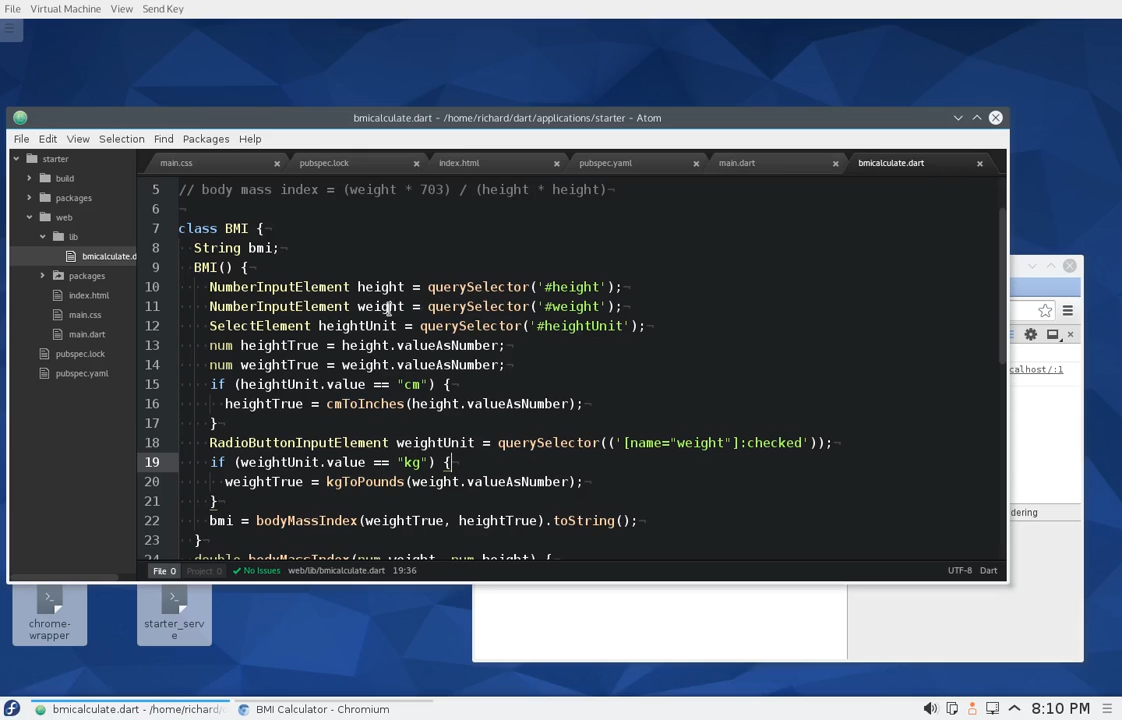 File Virtual Machine View Send Key
bmicalculate.dart - /home/richard/dart/applications/starter - Atom
File Edit View Selection Find Packages Help
main.css pubspec.lock index.html pubspec.yaml main.dart bmicalculate.dart
starter
build
packages
web
lib
bmicalculate.d
packages
index.html
main.css
main.dart
pubspec.lock
pubspec.yaml
5 // body mass index = (weight * 703) / (height * height)¬
6 ¬
7 class BMI {¬
8 ··String bmi;¬
9 ··BMI() {¬
10 ····NumberInputElement height = querySelector('#height');¬
11 ····NumberInputElement weight = querySelector('#weight');¬
12 ····SelectElement heightUnit = querySelector('#heightUnit');¬
13 ····num heightTrue = height.valueAsNumber;¬
14 ····num weightTrue = weight.valueAsNumber;¬
15 ····if (heightUnit.value == "cm") {¬
16 ······heightTrue = cmToInches(height.valueAsNumber);¬
17 ····}¬
18 ····RadioButtonInputElement weightUnit = querySelector(('[name="weight"]:checked'));¬
19 ····if (weightUnit.value == "kg") {¬
20 ······weightTrue = kgToPounds(weight.valueAsNumber);¬
21 ····}¬
22 ····bmi = bodyMassIndex(weightTrue, heightTrue).toString();¬
23 ··}¬
24 ··double bodyMassIndex(num weight, num height) {¬
File 0 Project 0 No Issues web/lib/bmicalculate.dart 19:36 UTF-8 Dart
calhost/:1
dering
chrome-
wrapper
starter_serv
e
bmicalculate.dart - /home/richard/
BMI Calculator - Chromium
8:10 PM